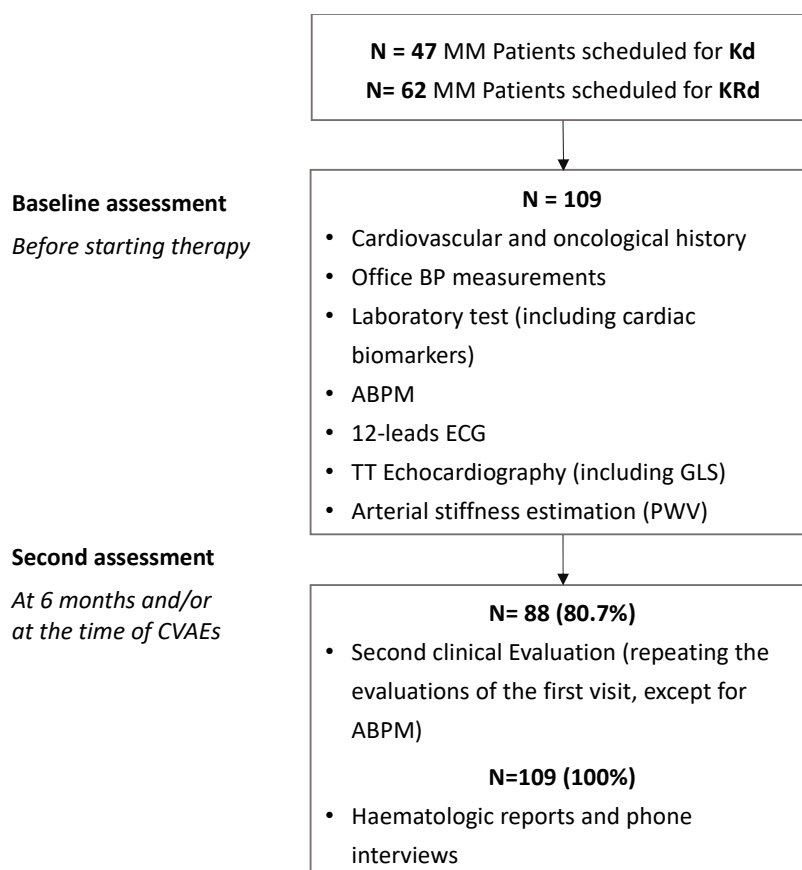 N = 47 MM Patients scheduled for Kd
N= 62 MM Patients scheduled for KRd
Baseline assessment
Before starting therapy
N = 109
• Cardiovascular and oncological history
• Office BP measurements
• Laboratory test (including cardiac
biomarkers)
• ABPM
• 12-leads ECG
• TT Echocardiography (including GLS)
• Arterial stiffness estimation (PWV)
Second assessment
At 6 months and/or
at the time of CVAEs
N= 88 (80.7%)
• Second clinical Evaluation (repeating the
evaluations of the first visit, except for
ABPM)
N=109 (100%)
• Haematologic reports and phone
interviews